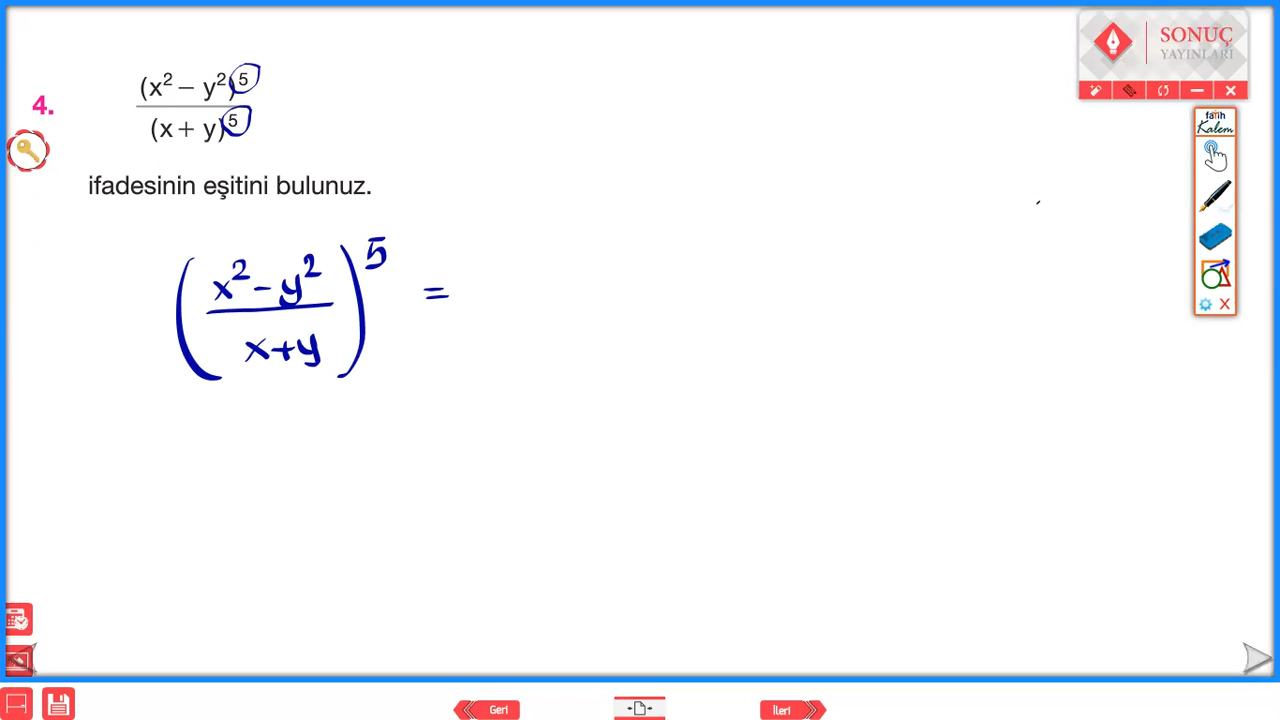 SONUÇ
YAYINLARI
4.
(x² – y²)⁵
(x + y)⁵
ifadesinin eşitini bulunuz.
(x² – y²
x+y)⁵ =
fatih
Kalem
Geri
İleri